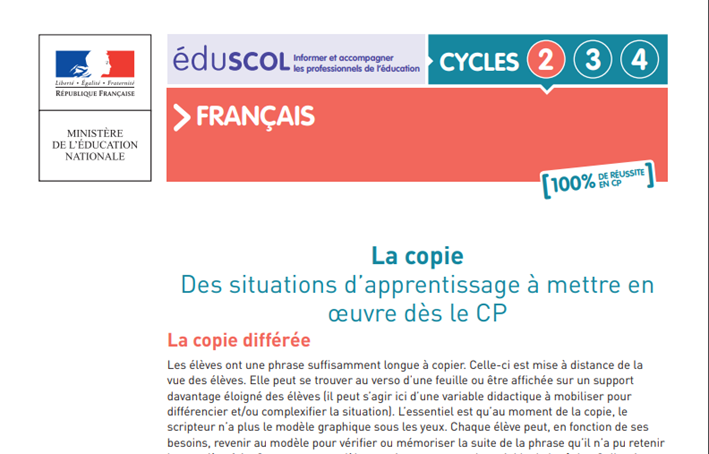 éduSCOL
Informer et accompagner
les professionnels de l'éducation
CYCLES 2 3 4
Liberté • Égalité • Fraternité
RÉPUBLIQUE FRANÇAISE
MINISTÈRE
DE L'ÉDUCATION
NATIONALE
FRANÇAIS
[100% DE RÉUSSITE
EN CP]
La copie
Des situations d'apprentissage à mettre en
œuvre dès le CP
La copie différée
Les élèves ont une phrase suffisamment longue à copier. Celle-ci est mise à distance de la
vue des élèves. Elle peut se trouver au verso d'une feuille ou être affichée sur un support
davantage éloigné des élèves (il peut s'agir ici d'une variable didactique à mobiliser pour
différencier et/ou complexifier la situation). L'essentiel est qu'au moment de la copie, le
scripteur n'a plus le modèle graphique sous les yeux. Chaque élève peut, en fonction de ses
besoins, revenir au modèle pour vérifier ou mémoriser la suite de la phrase qu'il n'a pu retenir